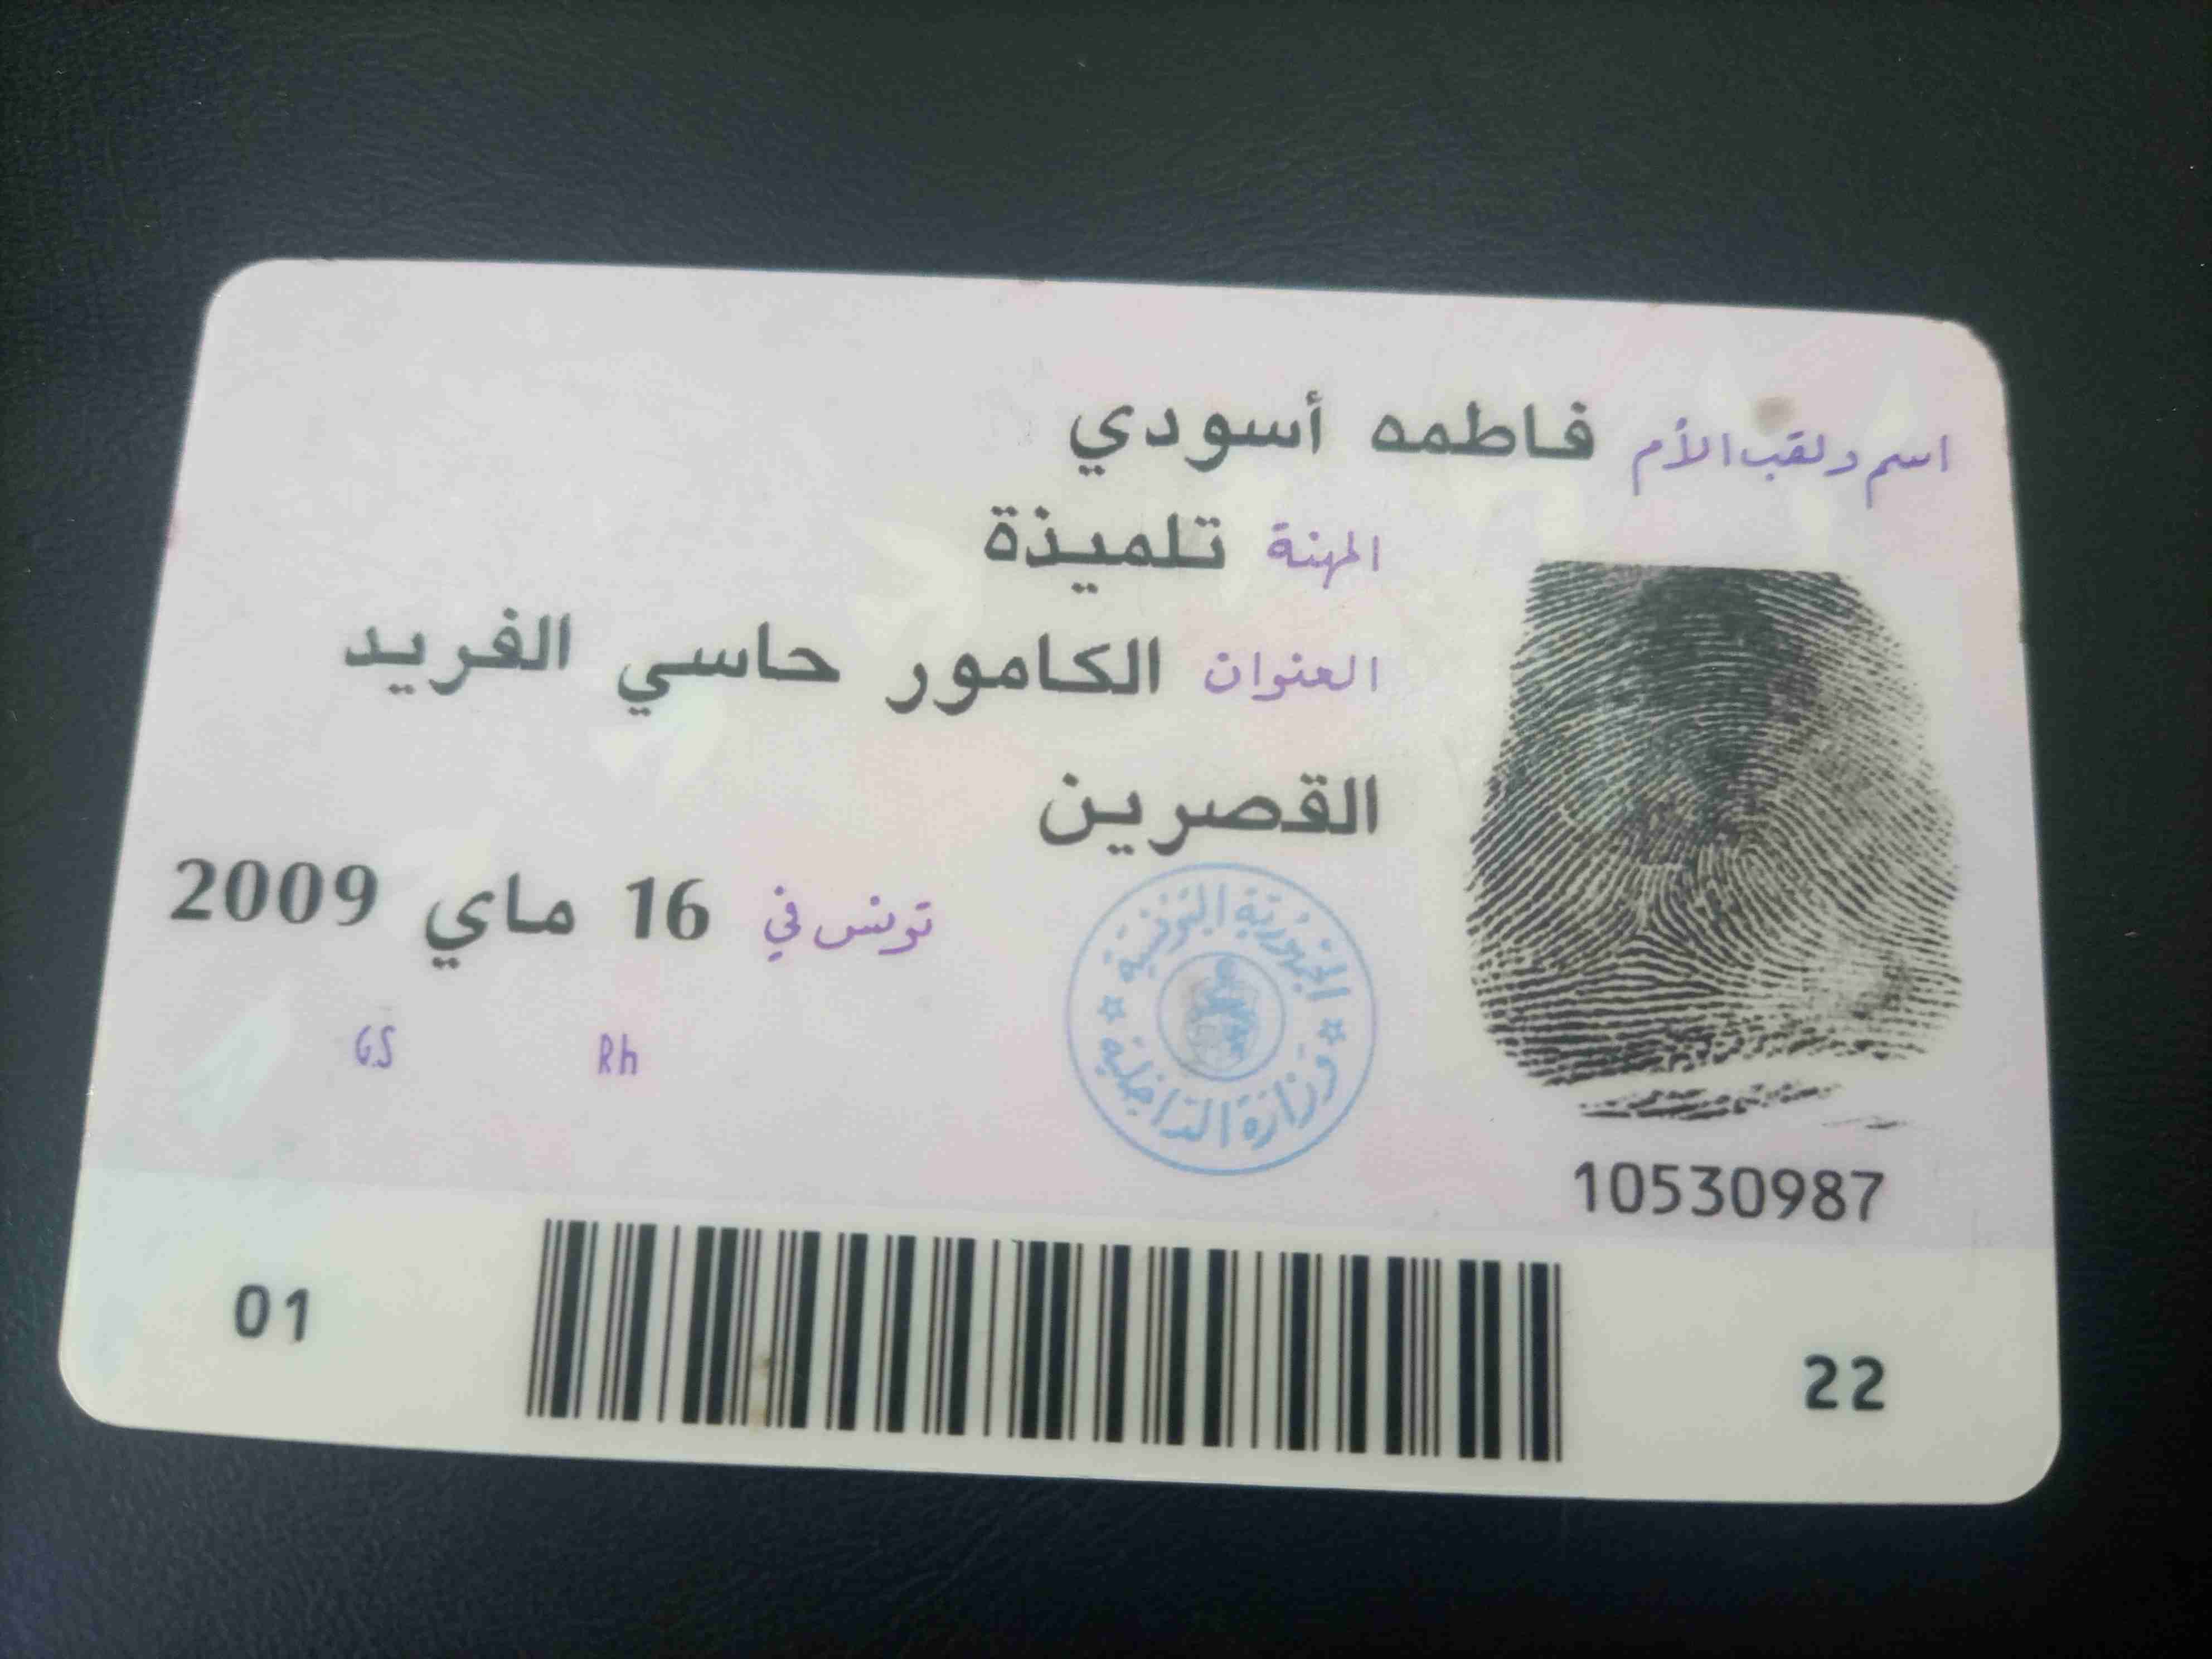 اسم ولقب الأم فاطمه أسودي
المهنة تلميذة
العنوان الكامور حاسي الفريد
القصرين
تونس في 16 ماي 2009
GS Rh
الجمهورية التونسية
وزارة الداخلية
10530987
01 22